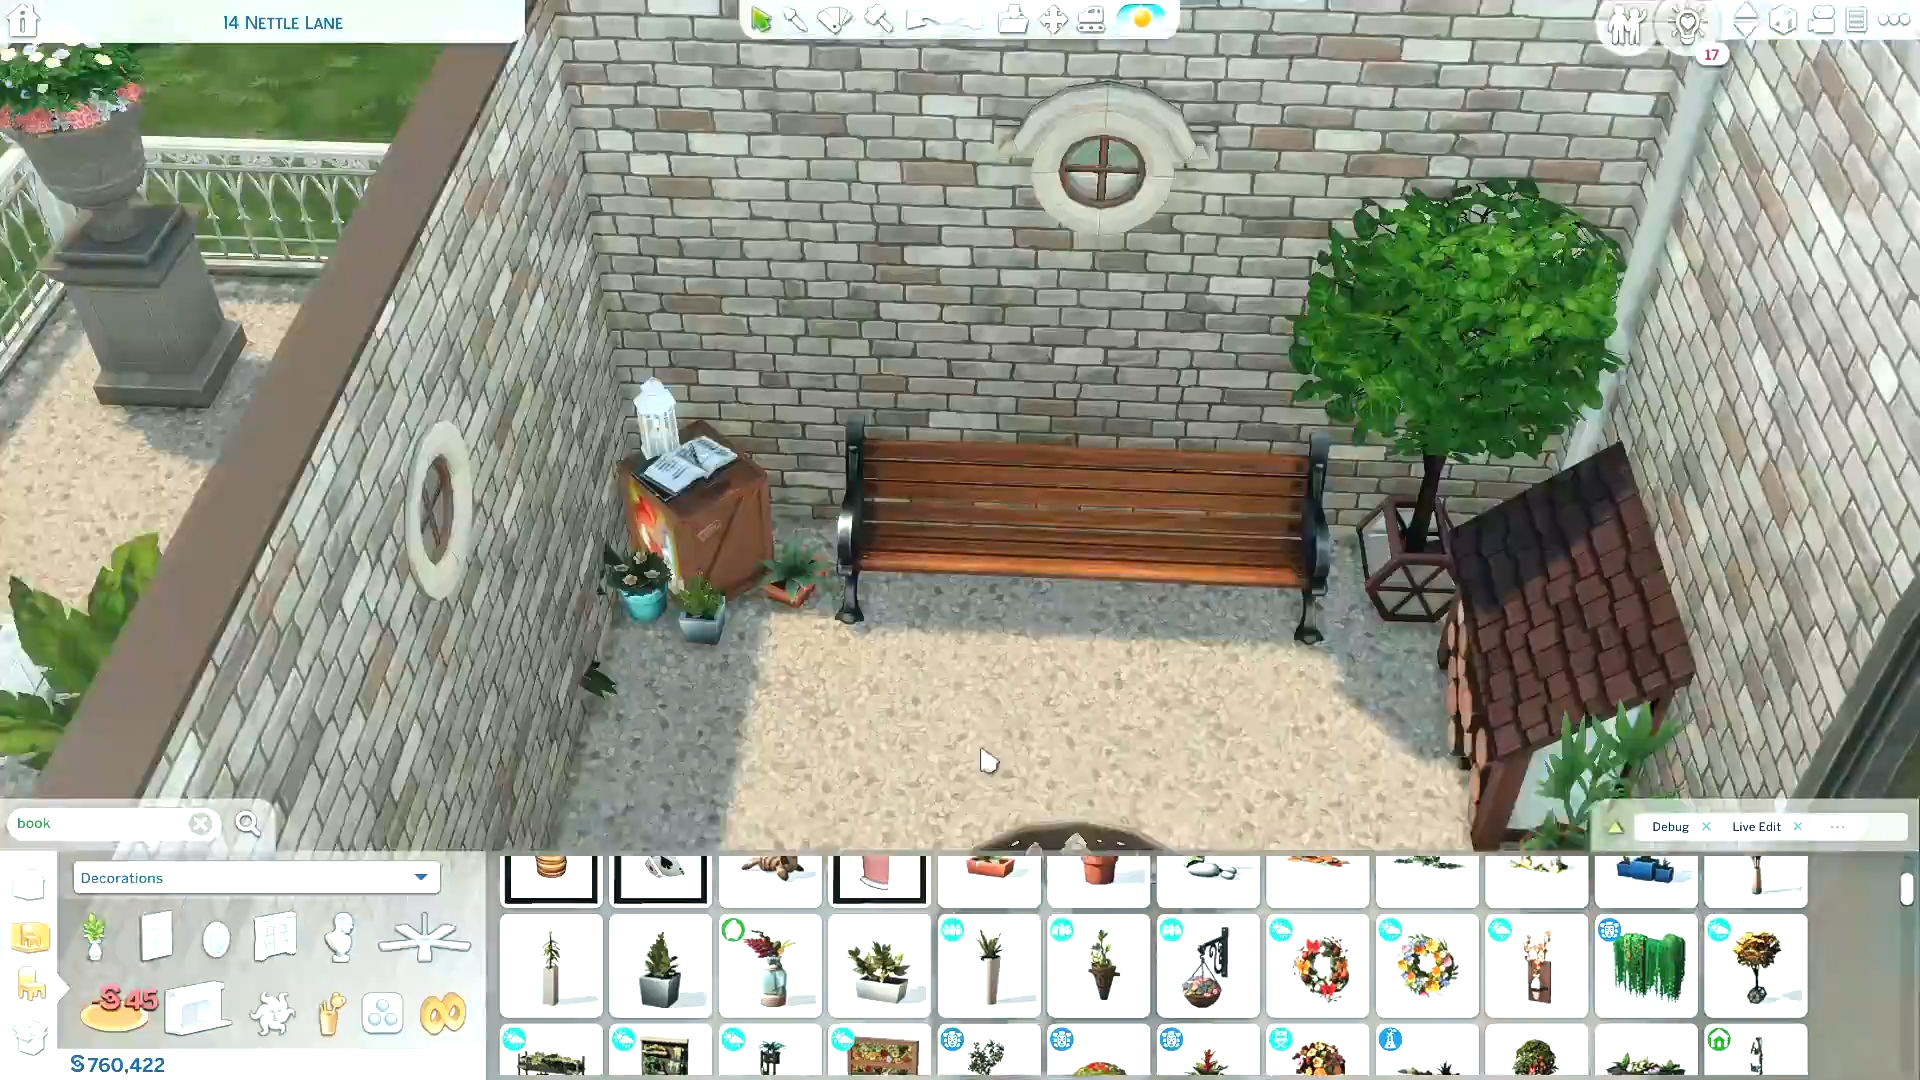 14 NETTLE LANE
17
book
Debug
Live Edit
Decorations
-§45
§760,422